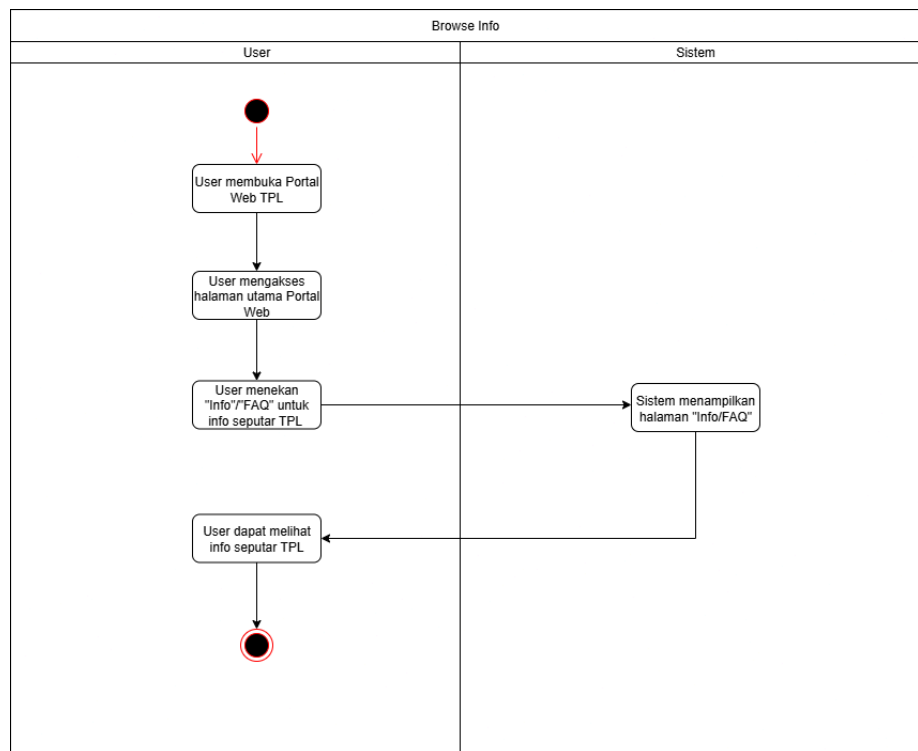 Browse Info
User
Sistem
User membuka Portal
Web TPL
User mengakses
halaman utama Portal
Web
User menekan
"Info"/"FAQ" untuk
info seputar TPL
Sistem menampilkan
halaman "Info/FAQ"
User dapat melihat
info seputar TPL